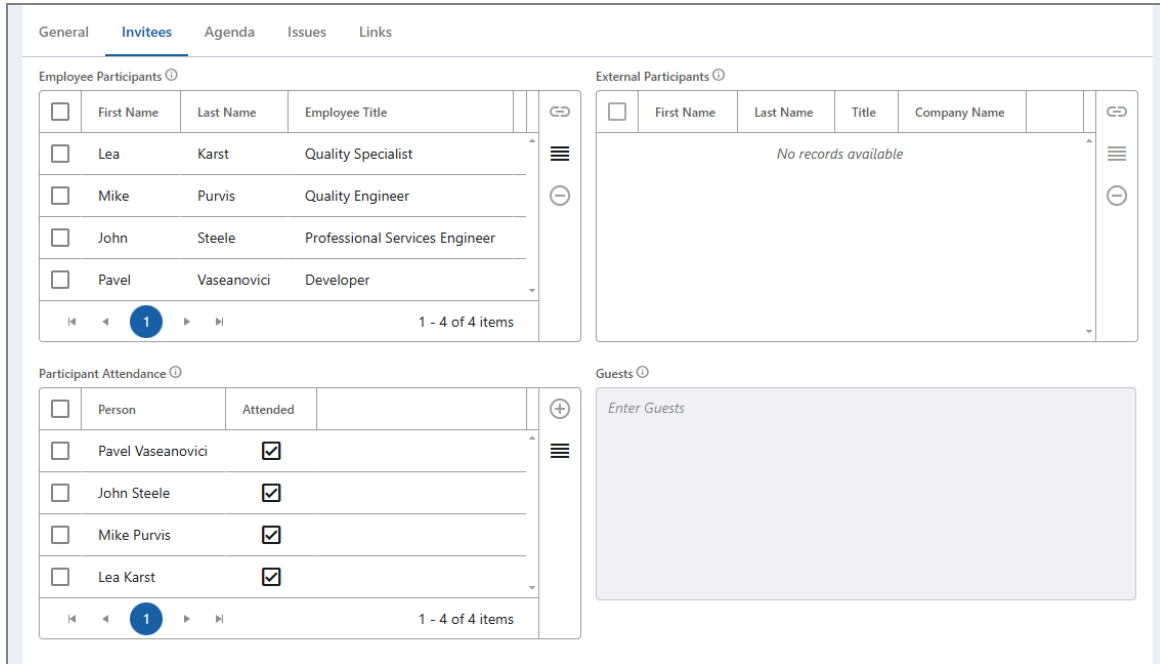 General Invitees Agenda Issues Links
Employee Participants
First Name Last Name Employee Title
Lea Karst Quality Specialist
Mike Purvis Quality Engineer
John Steele Professional Services Engineer
Pavel Vaseanovici Developer
1 1 - 4 of 4 items
External Participants
First Name Last Name Title Company Name
No records available
Participant Attendance
Person Attended
Pavel Vaseanovici
John Steele
Mike Purvis
Lea Karst
1 1 - 4 of 4 items
Guests
Enter Guests